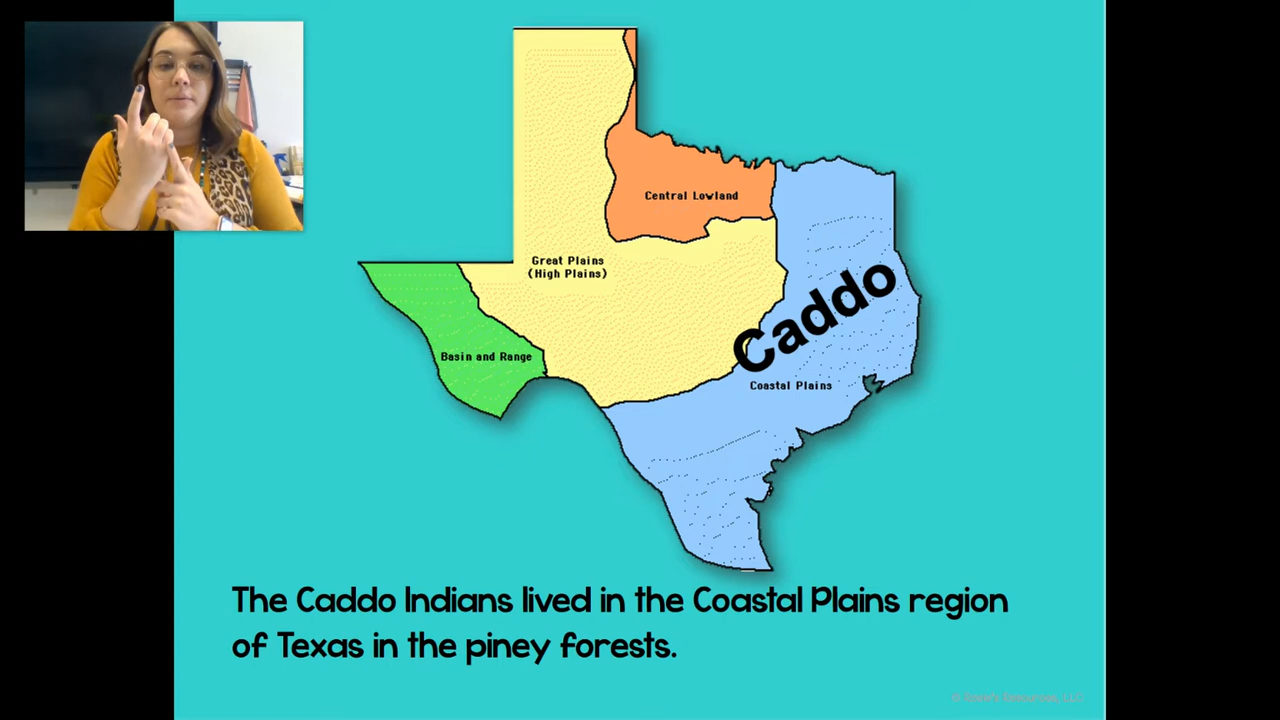 Central Lowland
Great Plains
(High Plains)
Caddo
Basin and Range
Coastal Plains
The Caddo Indians lived in the Coastal Plains region
of Texas in the piney forests.